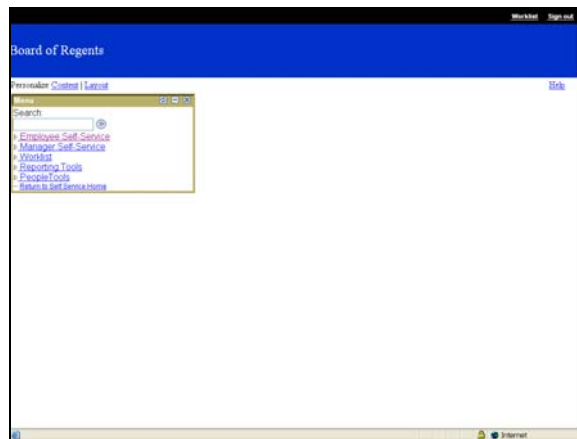 Worklist Sign out
Board of Regents
Personalize Content | Layout Help
Menu
Search:
Employee Self-Service
Manager Self-Service
Worklist
Reporting Tools
PeopleTools
Return to Self Service Home
Internet